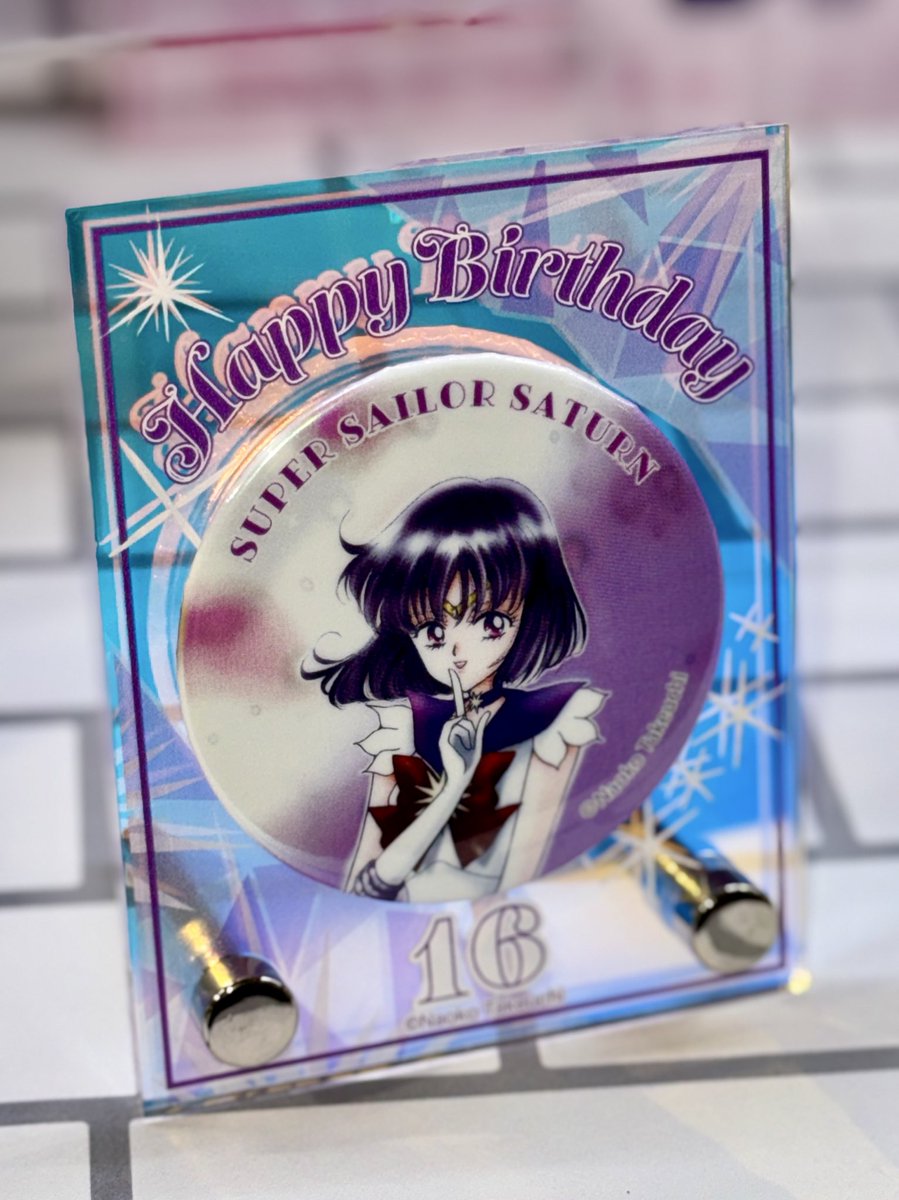 Happy Birthday
SUPER SAILOR SATURN
©Naoko Takeuchi
16
©Naoko Takeuchi